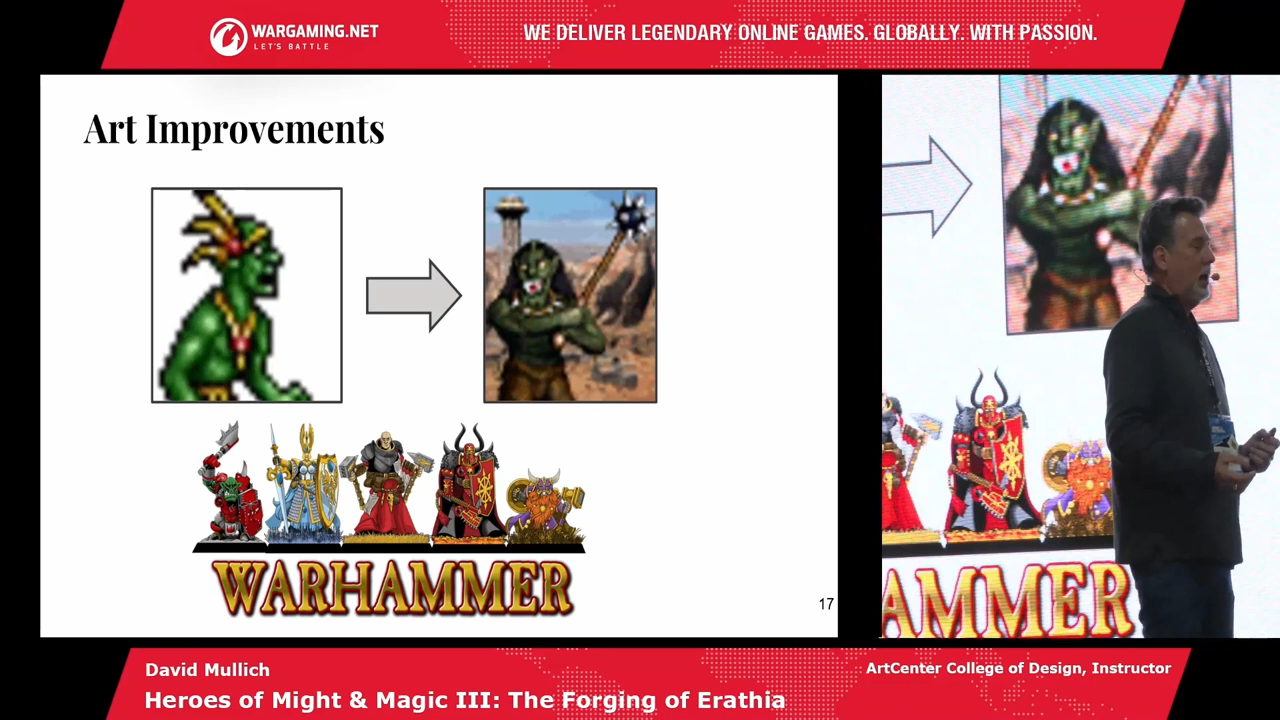 WARGAMING.NET
LET'S BATTLE
WE DELIVER LEGENDARY ONLINE GAMES. GLOBALLY. WITH PASSION.
Art Improvements
WARHAMMER
17
AMMER
David Mullich
ArtCenter College of Design, Instructor
Heroes of Might & Magic III: The Forging of Erathia